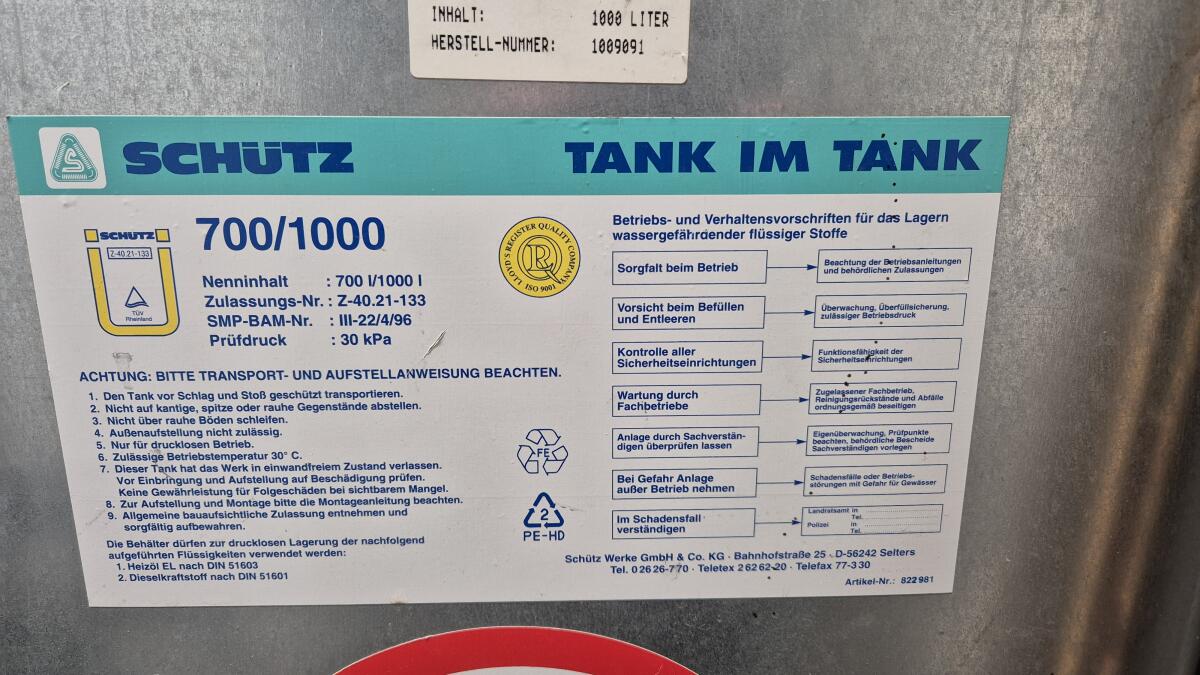 INHALT: 1000 LITER
HERSTELL-NUMMER: 1009091
S SCHÜTZ
TANK IM TANK
SCHÜTZ
Z-40.21-133
TÜV
Rheinland
700/1000
Nenninhalt : 700 l/1000 l
Zulassungs-Nr. : Z-40.21-133
SMP-BAM-Nr. : III-22/4/96
Prüfdruck : 30 kPa
LLOYD'S REGISTER QUALITY COMPANY
LRQA
ISO 9001
ACHTUNG: BITTE TRANSPORT- UND AUFSTELLANWEISUNG BEACHTEN.
1. Den Tank vor Schlag und Stoß geschützt transportieren.
2. Nicht auf kantige, spitze oder rauhe Gegenstände abstellen.
3. Nicht über rauhe Böden schleifen.
4. Außenaufstellung nicht zulässig.
5. Nur für drucklosen Betrieb.
6. Zulässige Betriebstemperatur 30° C.
7. Dieser Tank hat das Werk in einwandfreiem Zustand verlassen.
Vor Einbringung und Aufstellung auf Beschädigung prüfen.
Keine Gewährleistung für Folgeschäden bei sichtbarem Mangel.
8. Zur Aufstellung und Montage bitte die Montageanleitung beachten.
9. Allgemeine bauaufsichtliche Zulassung entnehmen und
sorgfältig aufbewahren.
Die Behälter dürfen zur drucklosen Lagerung der nachfolgend
aufgeführten Flüssigkeiten verwendet werden:
1. Heizöl EL nach DIN 51603
2. Dieselkraftstoff nach DIN 51601
FE
2
PE-HD
Betriebs- und Verhaltensvorschriften für das Lagern
wassergefährdender flüssiger Stoffe
Sorgfalt beim Betrieb
Beachtung der Betriebsanleitungen
und behördlichen Zulassungen
Vorsicht beim Befüllen
und Entleeren
Überwachung, Überfüllsicherung,
zulässiger Betriebsdruck
Kontrolle aller
Sicherheitseinrichtungen
Funktionsfähigkeit der
Sicherheitseinrichtungen
Wartung durch
Fachbetriebe
Zugelassener Fachbetrieb,
Reinigungsrückstände und Abfälle
ordnungsgemäß beseitigen
Anlage durch Sachverstän-
digen überprüfen lassen
Eigenüberwachung, Prüfpunkte
beachten, behördliche Bescheide
Sachverständigen vorlegen
Bei Gefahr Anlage
außer Betrieb nehmen
Schadensfälle oder Betriebs-
störungen mit Gefahr für Gewässer
Im Schadensfall
verständigen
Landratsamt in
Tel.
Polizei in
Tel.
Schütz Werke GmbH & Co. KG · Bahnhofstraße 25 · D-56242 Selters
Tel. 0 26 26-770 · Teletex 2 62 62-20 · Telefax 77-3 30
Artikel-Nr.: 822 981